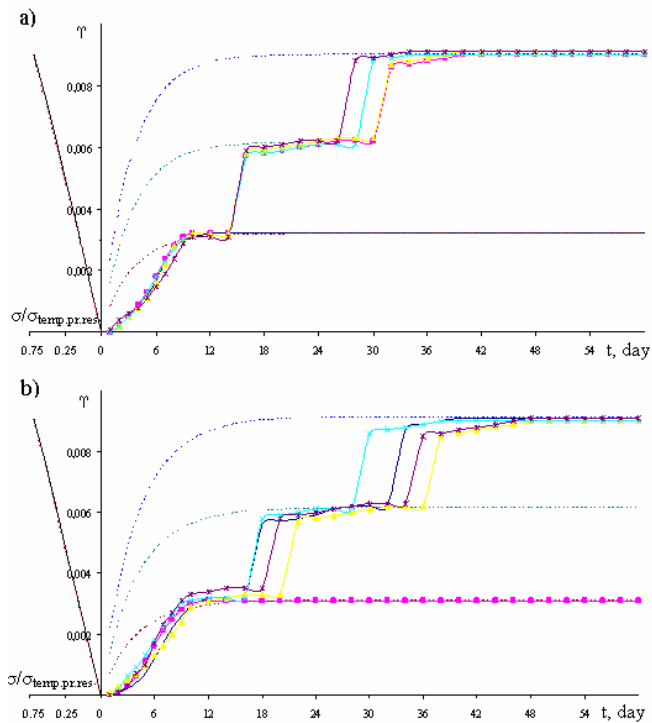 a)
ϒ
0,008
0,006
0,004
0,002
σ/σtemp.pr.res.
0.75 0.25 0 6 12 18 24 30 36 42 48 54
t, day
b)
ϒ
0,008
0,006
0,004
0,002
σ/σtemp.pr.res.
0.75 0.25 0 6 12 18 24 30 36 42 48 54
t, day